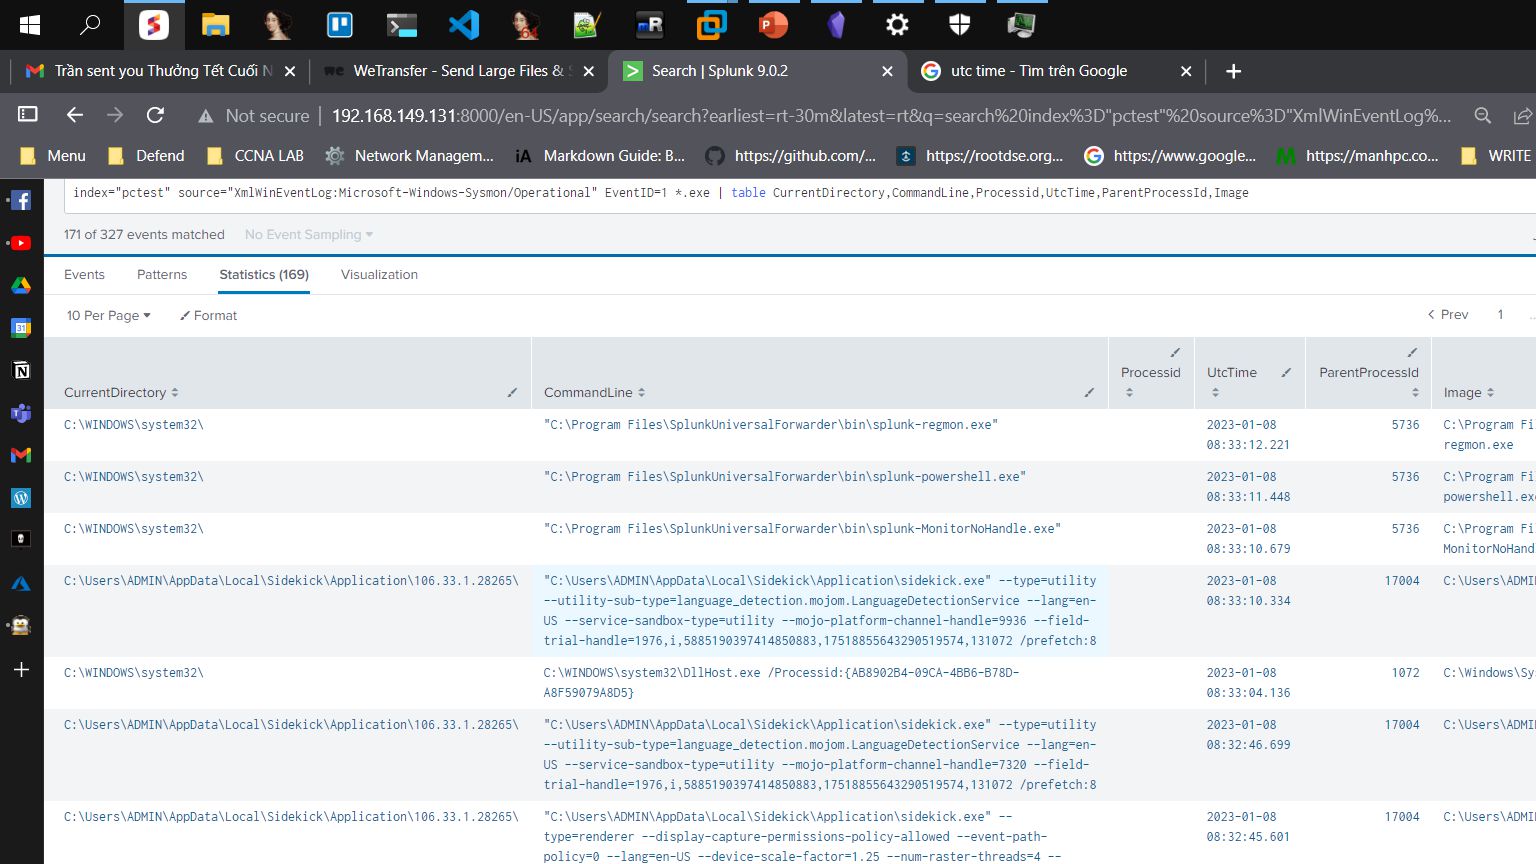 Trần sent you Thưởng Tết Cuối N
WeTransfer - Send Large Files & S
Search | Splunk 9.0.2
utc time - Tìm trên Google
Not secure | 192.168.149.131:8000/en-US/app/search/search?earliest=rt-30m&latest=rt&q=search%20index%3D"pctest"%20source%3D"XmlWinEventLog%...
Menu
Defend
CCNA LAB
Network Managem...
iA Markdown Guide: B...
https://github.com/...
https://rootdse.org...
https://www.google...
https://manhpc.co...
WRITE
index="pctest" source="XmlWinEventLog:Microsoft-Windows-Sysmon/Operational" EventID=1 *.exe | table CurrentDirectory,CommandLine,Processid,UtcTime,ParentProcessId,Image
171 of 327 events matched
No Event Sampling
Events
Patterns
Statistics (169)
Visualization
10 Per Page
Format
Prev
1
...
CurrentDirectory
CommandLine
Processid
UtcTime
ParentProcessId
Image
C:\WINDOWS\system32\
"C:\Program Files\SplunkUniversalForwarder\bin\splunk-regmon.exe"
2023-01-08
08:33:12.221
5736
C:\Program Fi
regmon.exe
C:\WINDOWS\system32\
"C:\Program Files\SplunkUniversalForwarder\bin\splunk-powershell.exe"
2023-01-08
08:33:11.448
5736
C:\Program Fi
powershell.exe
C:\WINDOWS\system32\
"C:\Program Files\SplunkUniversalForwarder\bin\splunk-MonitorNoHandle.exe"
2023-01-08
08:33:10.679
5736
C:\Program Fi
MonitorNoHand
C:\Users\ADMIN\AppData\Local\Sidekick\Application\106.33.1.28265\
"C:\Users\ADMIN\AppData\Local\Sidekick\Application\sidekick.exe" --type=utility
--utility-sub-type=language_detection.mojom.LanguageDetectionService --lang=en-
US --service-sandbox-type=utility --mojo-platform-channel-handle=9936 --field-
trial-handle=1976,i,5885190397414850883,17518855643290519574,131072 /prefetch:8
2023-01-08
08:33:10.334
17004
C:\Users\ADMI
C:\WINDOWS\system32\
C:\WINDOWS\system32\DllHost.exe /Processid:{AB8902B4-09CA-4BB6-B78D-
A8F59079A8D5}
2023-01-08
08:33:04.136
1072
C:\Windows\Sy
C:\Users\ADMIN\AppData\Local\Sidekick\Application\106.33.1.28265\
"C:\Users\ADMIN\AppData\Local\Sidekick\Application\sidekick.exe" --type=utility
--utility-sub-type=language_detection.mojom.LanguageDetectionService --lang=en-
US --service-sandbox-type=utility --mojo-platform-channel-handle=7320 --field-
trial-handle=1976,i,5885190397414850883,17518855643290519574,131072 /prefetch:8
2023-01-08
08:32:46.699
17004
C:\Users\ADMI
C:\Users\ADMIN\AppData\Local\Sidekick\Application\106.33.1.28265\
"C:\Users\ADMIN\AppData\Local\Sidekick\Application\sidekick.exe" --
type=renderer --display-capture-permissions-policy-allowed --event-path-
policy=0 --lang=en-US --device-scale-factor=1.25 --num-raster-threads=4 --
2023-01-08
08:32:45.601
17004
C:\Users\ADMI